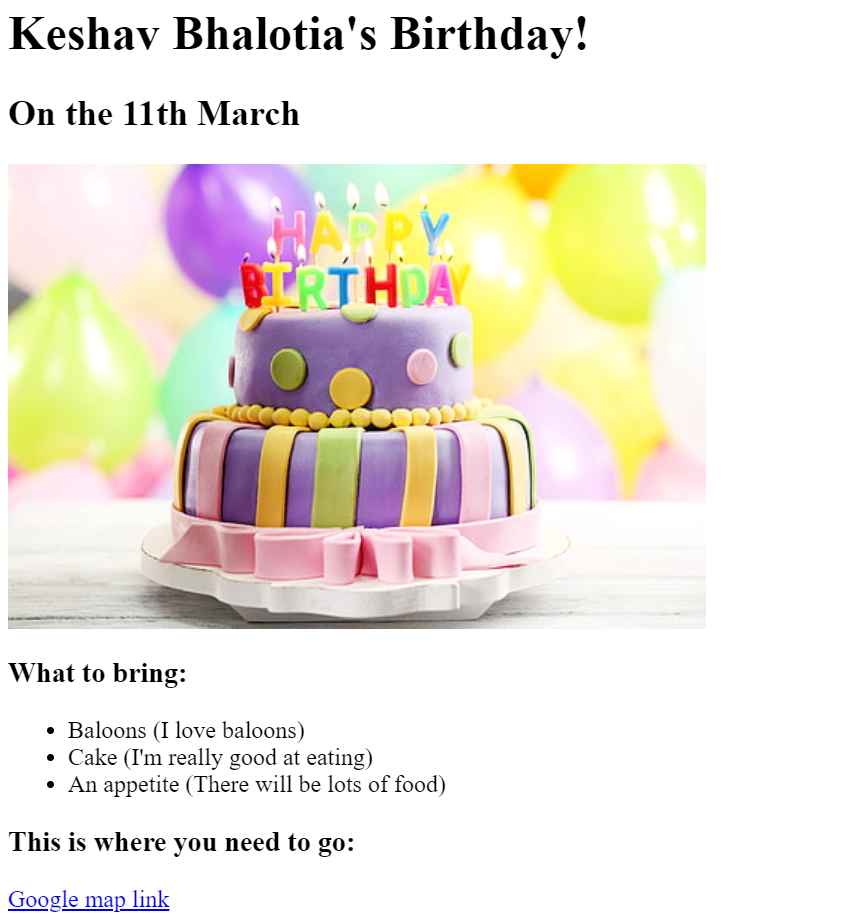 Keshav Bhalotia's Birthday!
On the 11th March
HAPPY
BIRTHDAY
What to bring:
Baloons (I love baloons)
Cake (I'm really good at eating)
An appetite (There will be lots of food)
This is where you need to go:
Google map link